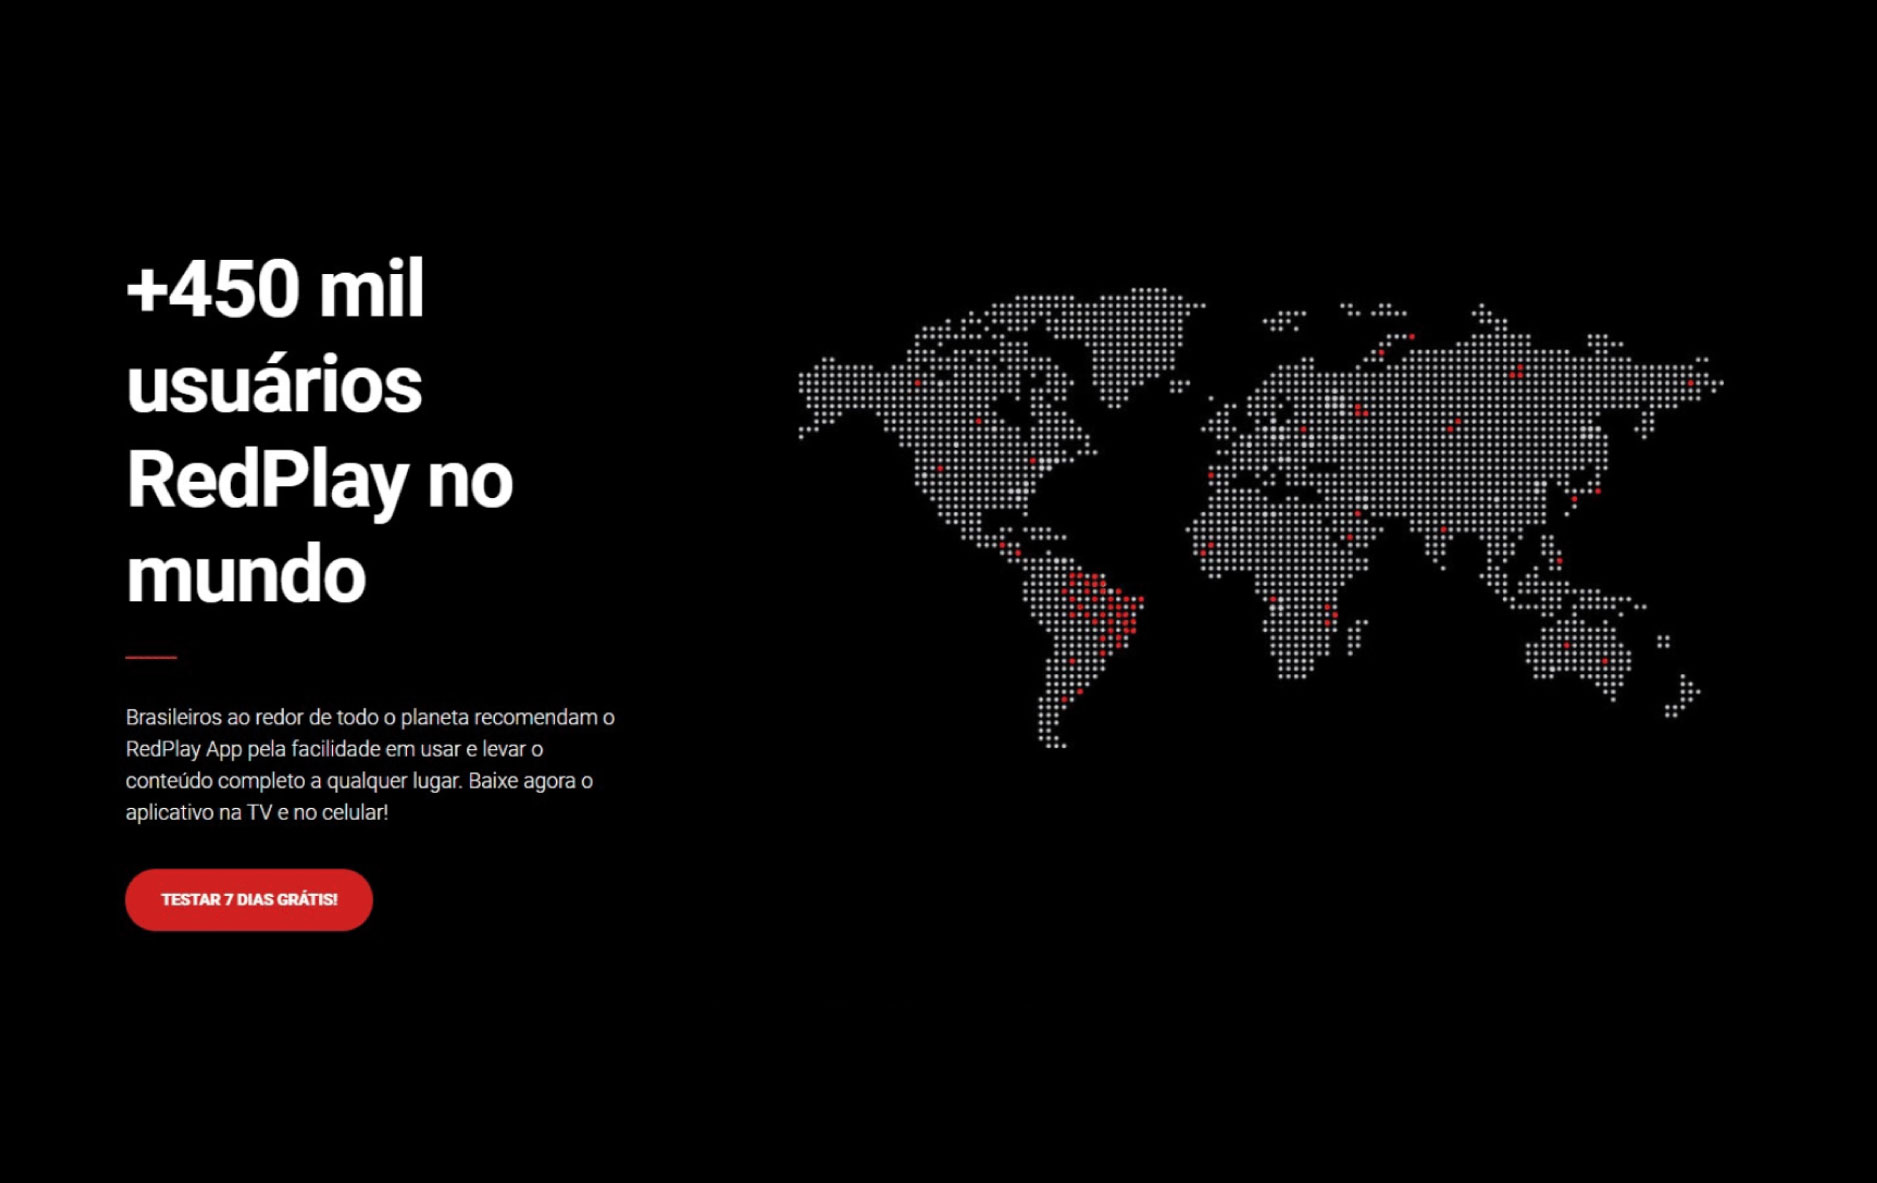 +450 mil
usuários
RedPlay no
mundo
Brasileiros ao redor de todo o planeta recomendam o
RedPlay App pela facilidade em usar e levar o
conteúdo completo a qualquer lugar. Baixe agora o
aplicativo na TV e no celular!
TESTAR 7 DIAS GRÁTIS!